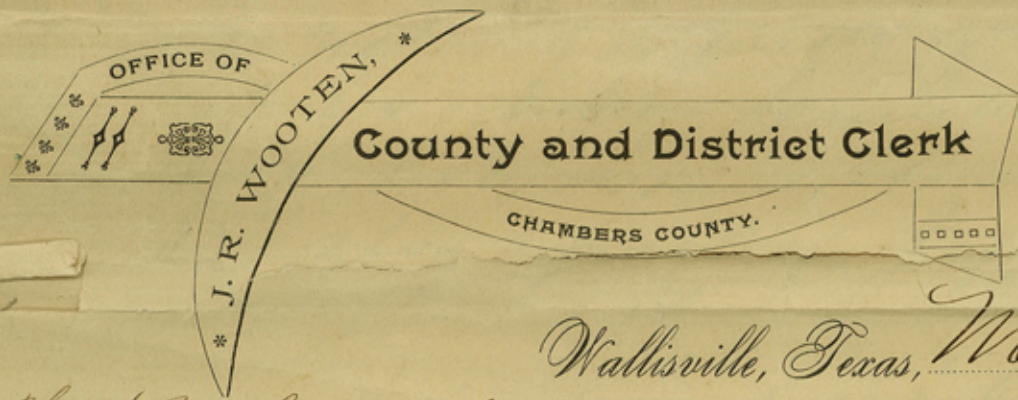 OFFICE OF
J. R. WOOTEN,
County and District Clerk
CHAMBERS COUNTY.
Wallisville, Texas,